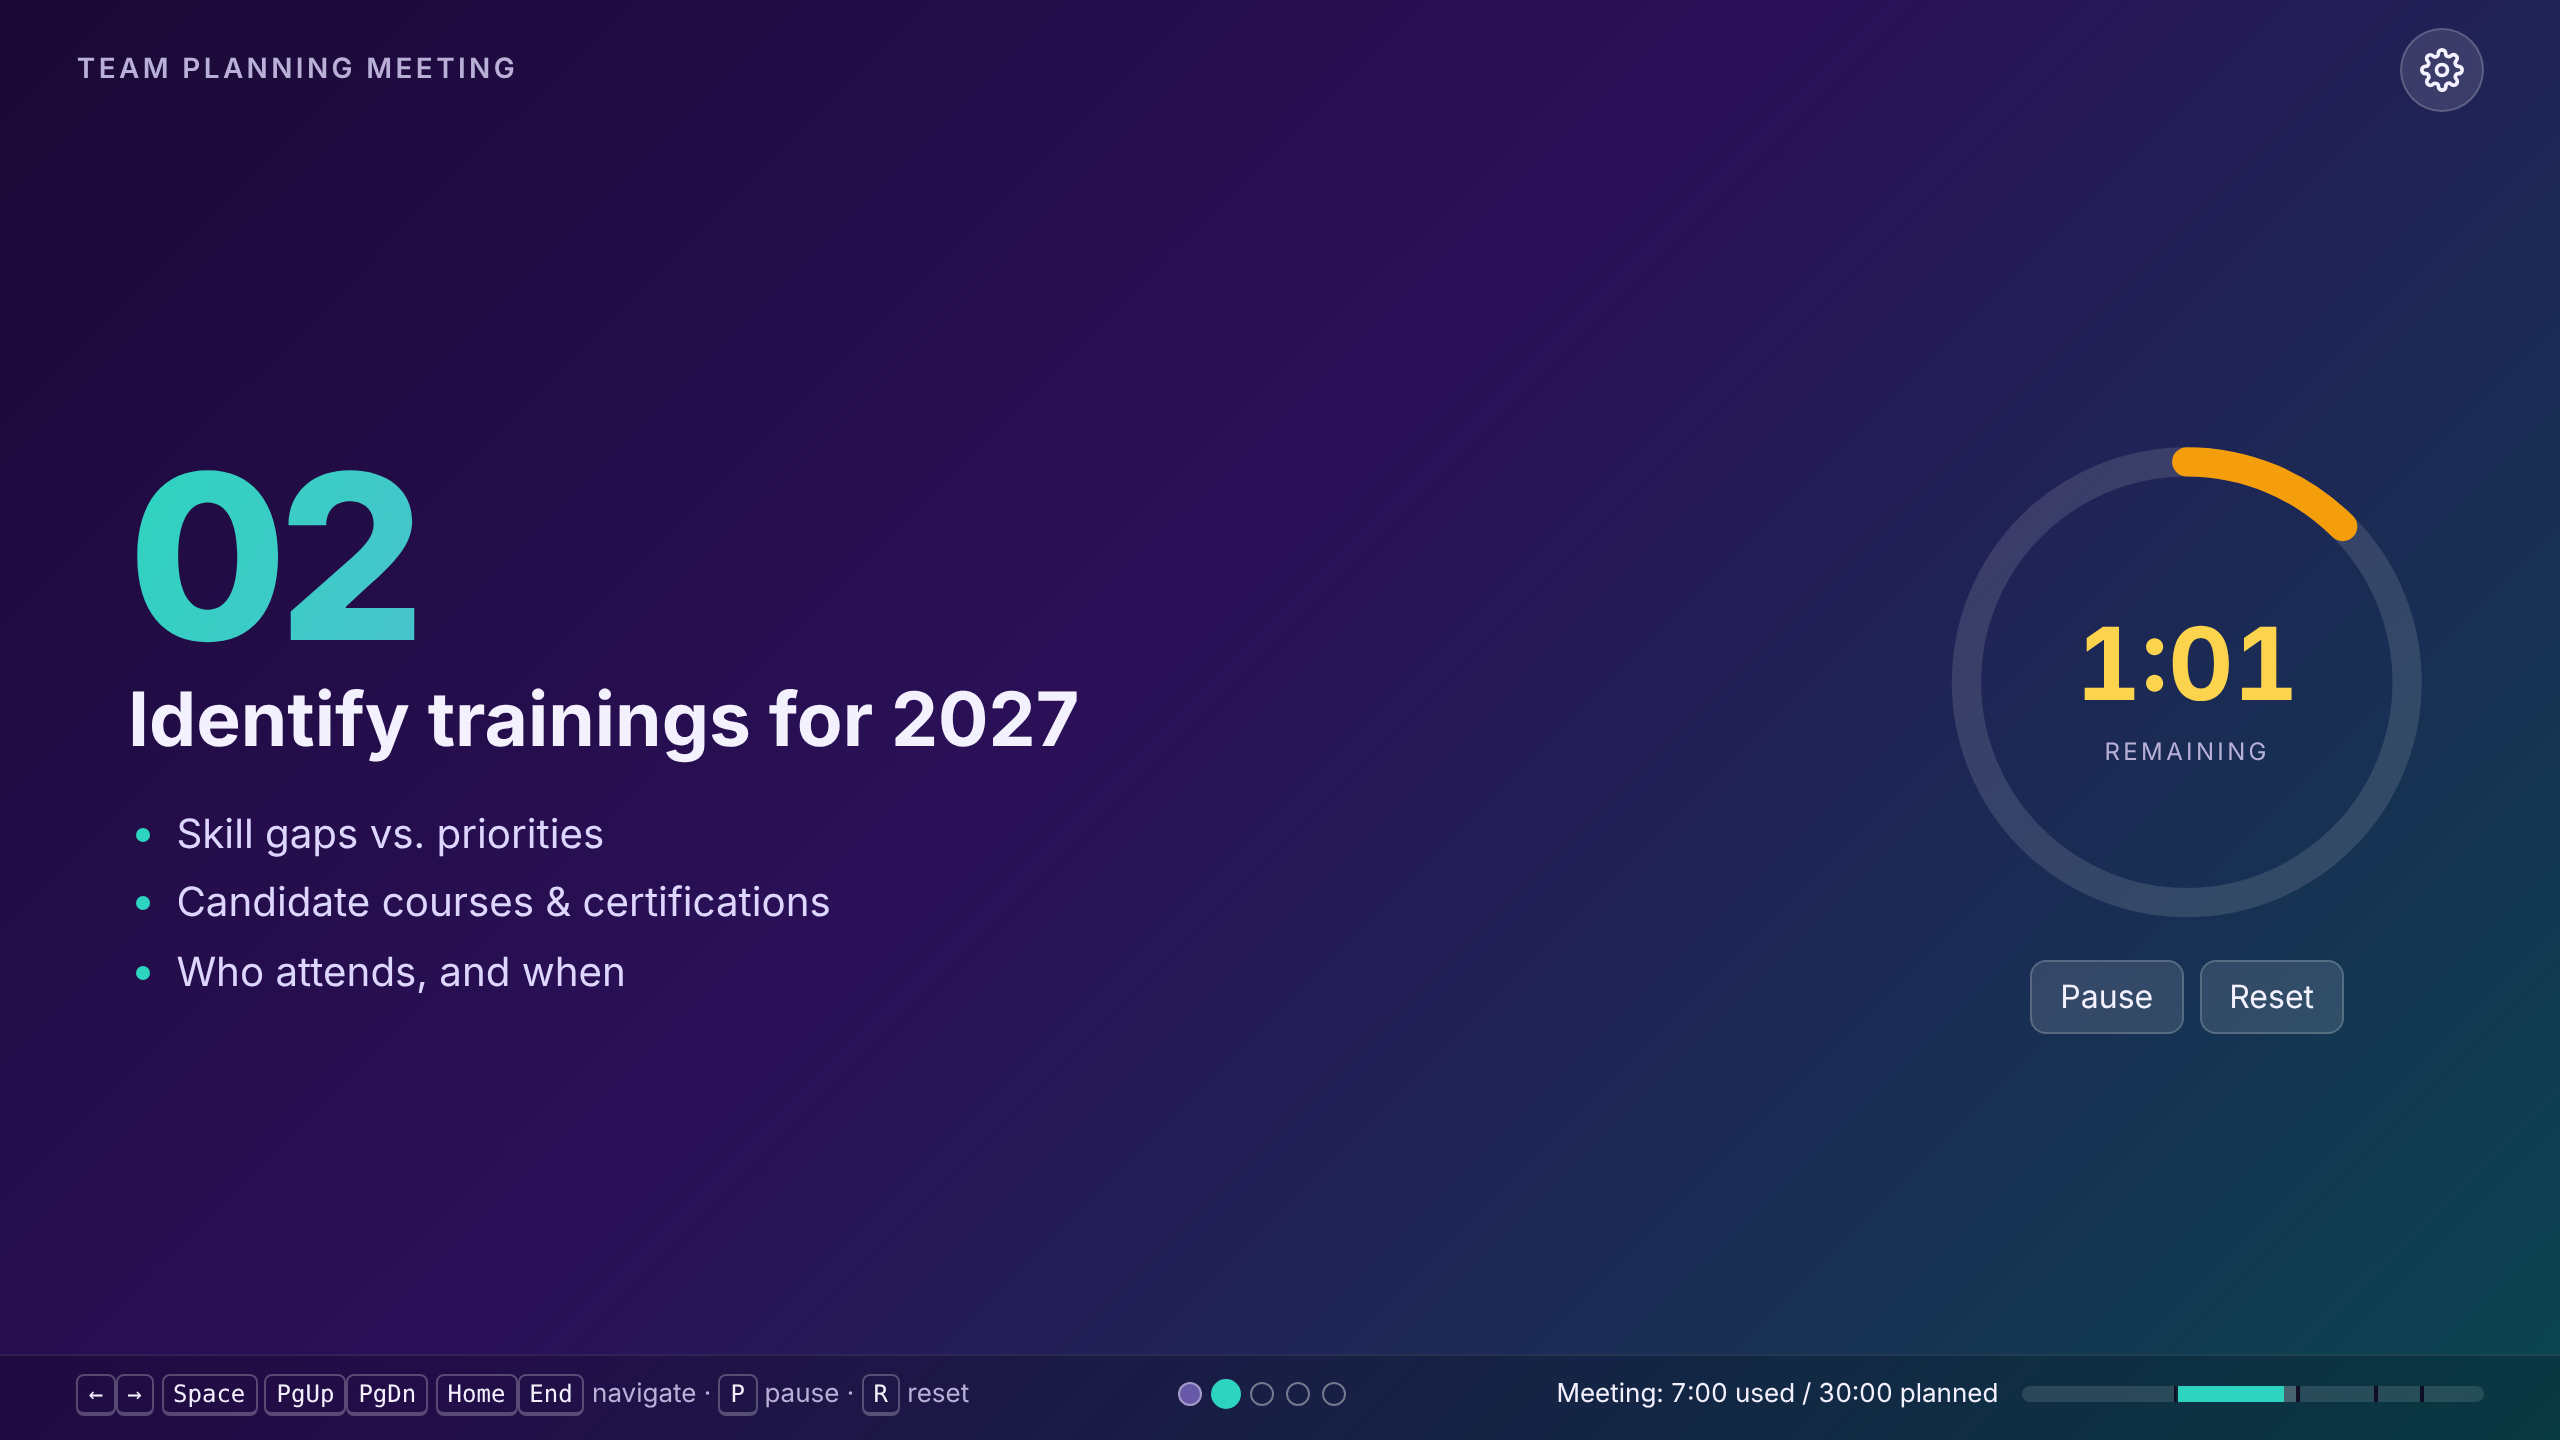 TEAM PLANNING MEETING
02
Identify trainings for 2027
Skill gaps vs. priorities
Candidate courses & certifications
Who attends, and when
1:01
REMAINING
Pause Reset
← → Space PgUp PgDn Home End navigate · P pause · R reset
Meeting: 7:00 used / 30:00 planned